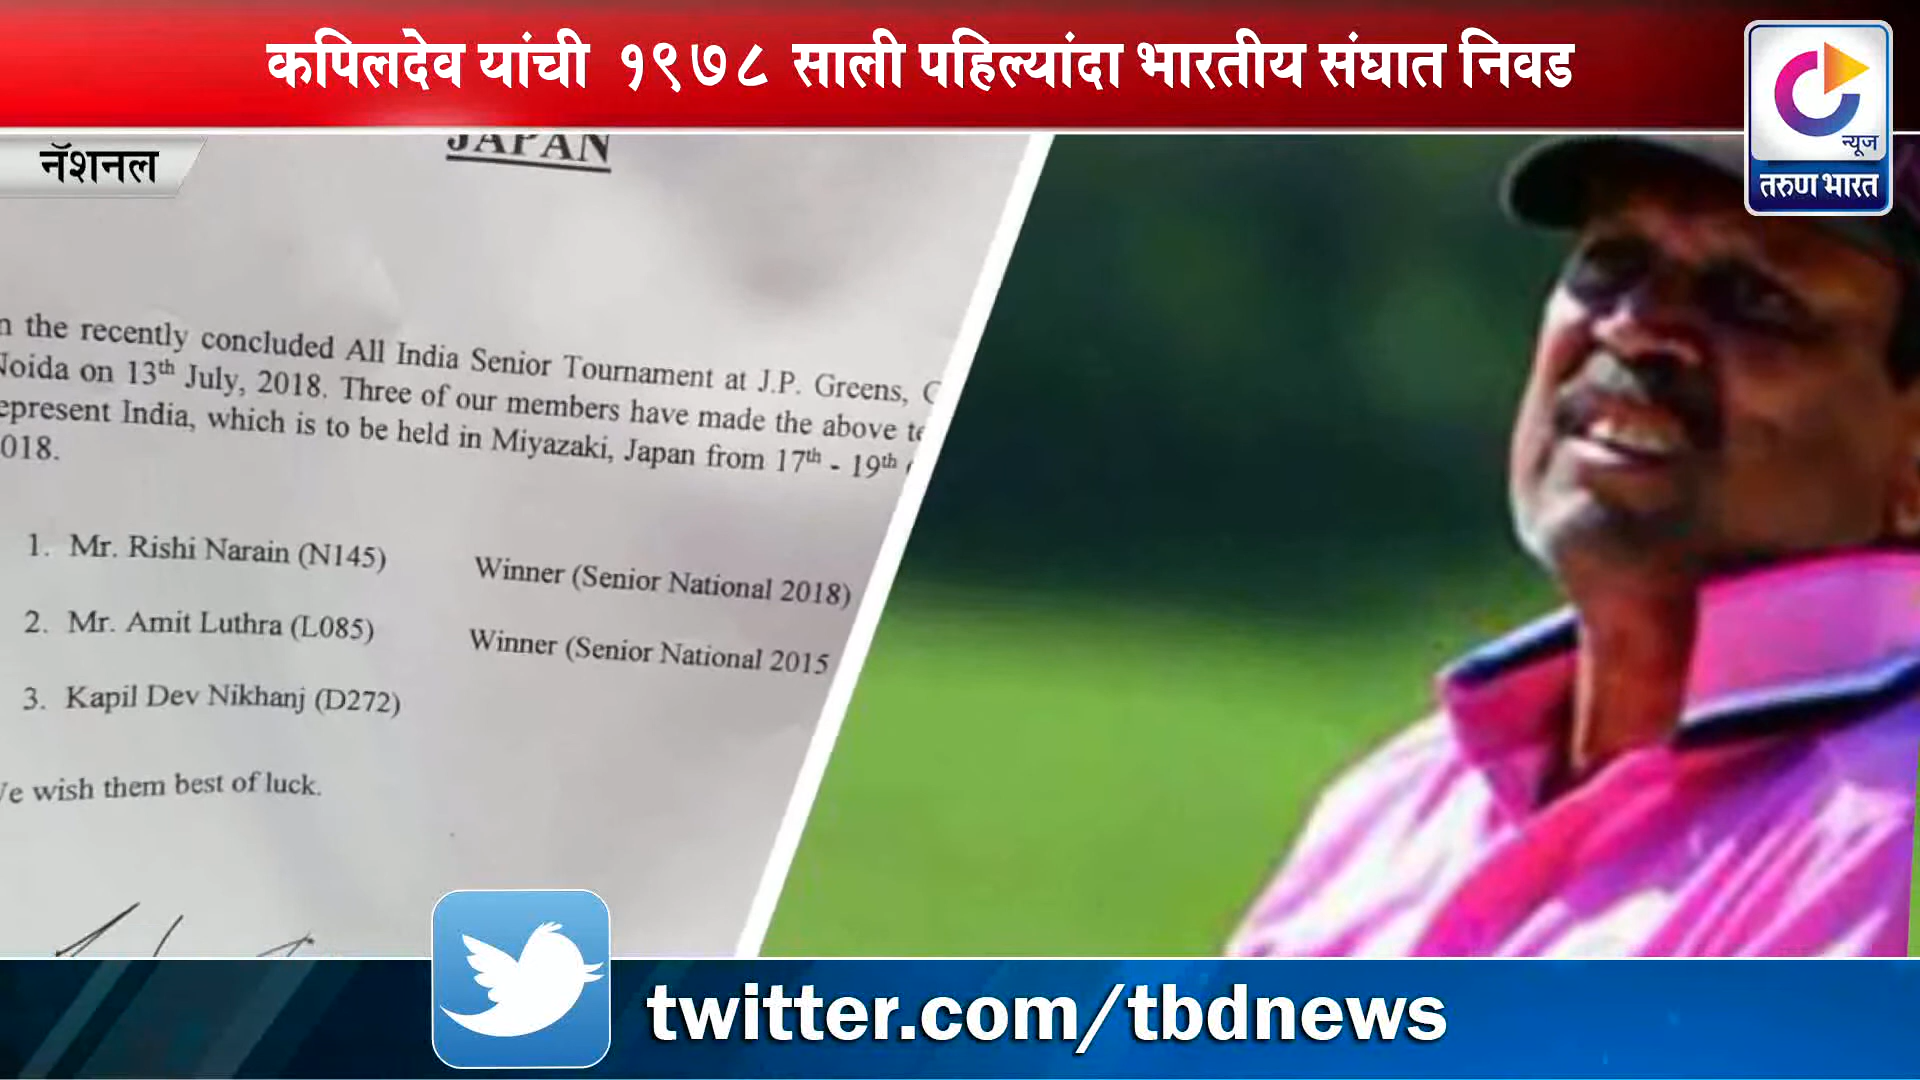 कपिलदेव यांची १९७८ साली पहिल्यांदा भारतीय संघात निवड
न्यूज
तरुण भारत
नॅशनल
JAPAN
the recently concluded All India Senior Tournament at J.P. Greens,
Noida on 13th July, 2018. Three of our members have made the above
represent India, which is to be held in Miyazaki, Japan from 17th - 19th
018.
1. Mr. Rishi Narain (N145) Winner (Senior National 2018)
2. Mr. Amit Luthra (L085) Winner (Senior National 2015
3. Kapil Dev Nikhanj (D272)
We wish them best of luck.
twitter.com/tbdnews